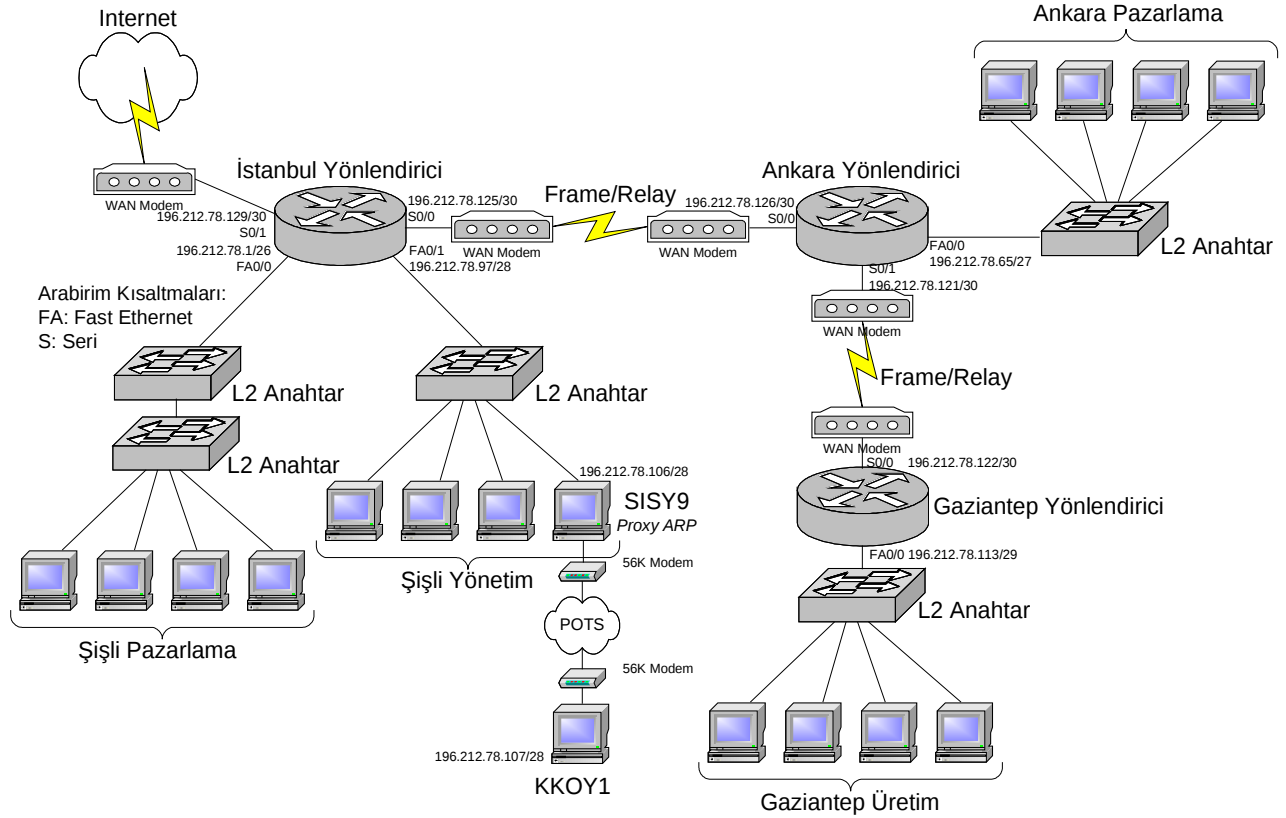 Internet
Ankara Pazarlama
İstanbul Yönlendirici
Ankara Yönlendirici
WAN Modem
196.212.78.129/30
S0/1
196.212.78.1/26
FA0/0
196.212.78.125/30
S0/0
Frame/Relay
WAN Modem
FA0/1
196.212.78.97/28
196.212.78.126/30
S0/0
WAN Modem
FA0/0
196.212.78.65/27
L2 Anahtar
S0/1
196.212.78.121/30
WAN Modem
Arabirim Kısaltmaları:
FA: Fast Ethernet
S: Seri
L2 Anahtar
L2 Anahtar
L2 Anahtar
Frame/Relay
WAN Modem
S0/0 196.212.78.122/30
Gaziantep Yönlendirici
FA0/0 196.212.78.113/29
L2 Anahtar
196.212.78.106/28
SISY9
Proxy ARP
Şişli Yönetim
56K Modem
POTS
56K Modem
196.212.78.107/28
KKOY1
Şişli Pazarlama
Gaziantep Üretim